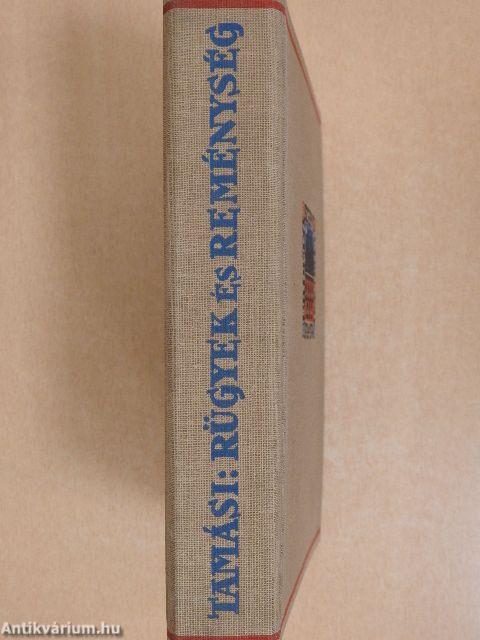 TAMÁSI: RÜGYEK ÉS REMÉNYSÉG
Antikvárium.hu